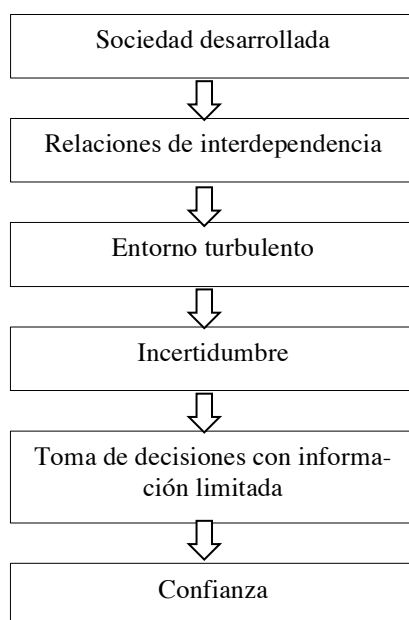 Sociedad desarrollada
Relaciones de interdependencia
Entorno turbulento
Incertidumbre
Toma de decisiones con informa-
ción limitada
Confianza